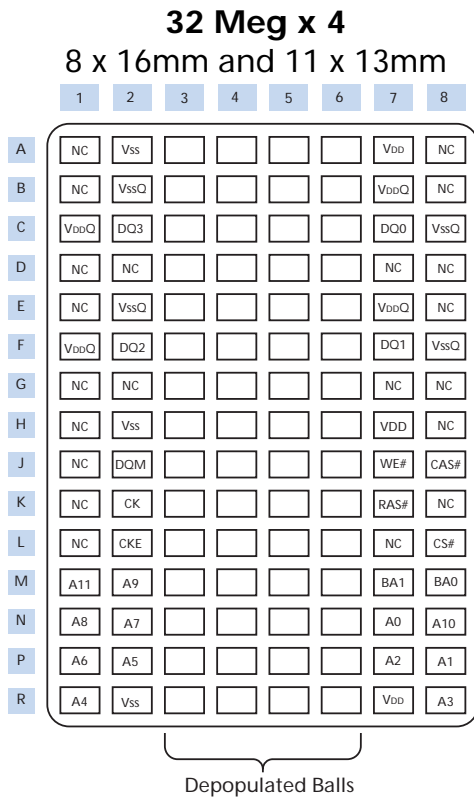 32 Meg x 4
8 x 16mm and 11 x 13mm
1 2 3 4 5 6 7 8
A NC Vss VDD NC
B NC VssQ VDDQ NC
C VDDQ DQ3 DQ0 VssQ
D NC NC NC NC
E NC VssQ VDDQ NC
F VDDQ DQ2 DQ1 VssQ
G NC NC NC NC
H NC Vss VDD NC
J NC DQM WE# CAS#
K NC CK RAS# NC
L NC CKE NC CS#
M A11 A9 BA1 BA0
N A8 A7 A0 A10
P A6 A5 A2 A1
R A4 Vss VDD A3
Depopulated Balls